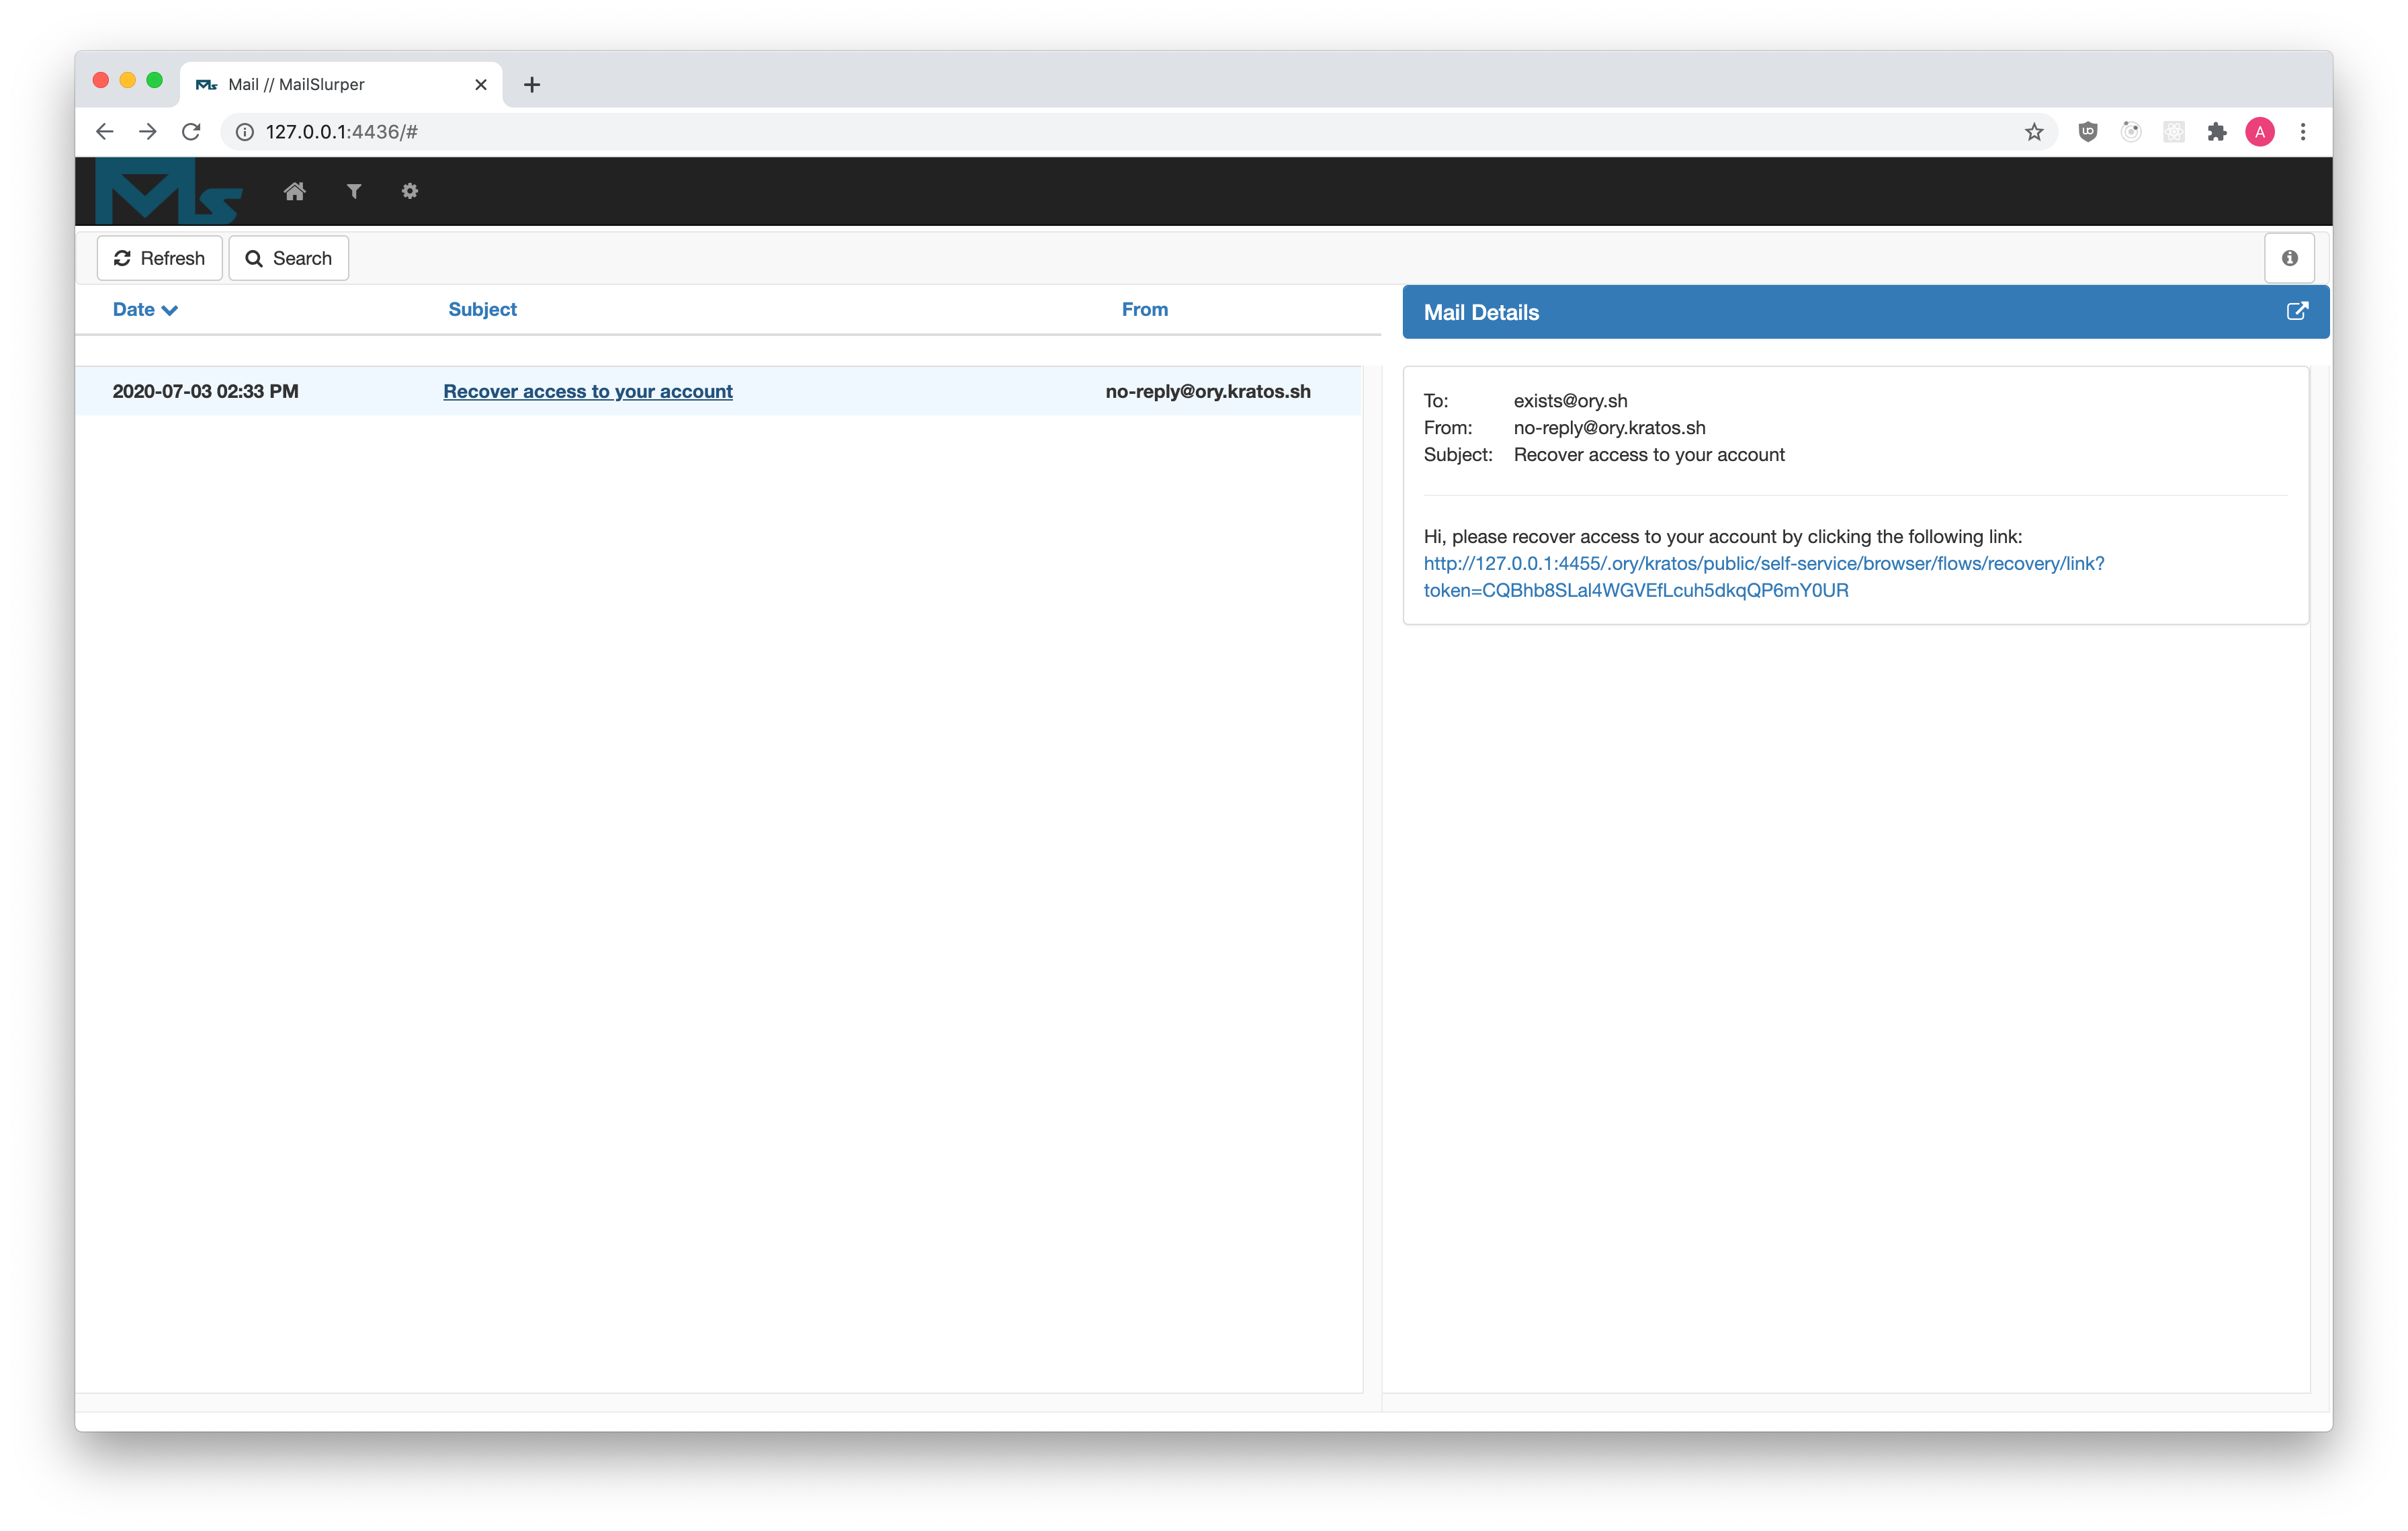 Mail // MailSlurper
127.0.0.1:4436/#
A
Ms
Refresh
Search
Date
Subject
From
Mail Details
2020-07-03 02:33 PM
Recover access to your account
no-reply@ory.kratos.sh
To: exists@ory.sh
From: no-reply@ory.kratos.sh
Subject: Recover access to your account
Hi, please recover access to your account by clicking the following link:
http://127.0.0.1:4455/.ory/kratos/public/self-service/browser/flows/recovery/link?
token=CQBhb8SLal4WGVEfLcuh5dkqQP6mY0UR